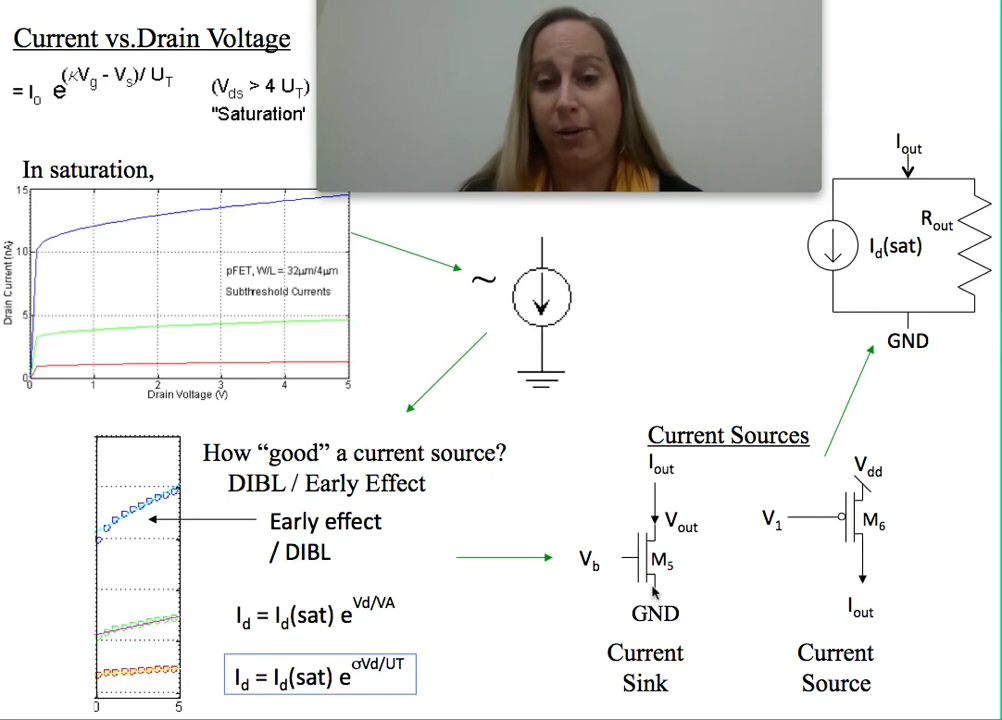 Current vs.Drain Voltage
= I0 e(κVg - Vs)/ UT (Vds > 4 UT)
"Saturation'
In saturation,
15
10
5
0
Drain Current (nA)
pFET, W/L = 32μm/4μm
Subthreshold Currents
0 1 2 3 4 5
Drain Voltage (V)
~
Iout
Rout
Id(sat)
GND
How “good” a current source?
DIBL / Early Effect
Early effect
/ DIBL
Id = Id(sat) eVd/VA
Id = Id(sat) eσVd/UT
0 5
Current Sources
Iout
Vout
Vb
M5
GND
Current
Sink
Vdd
V1
M6
Iout
Current
Source